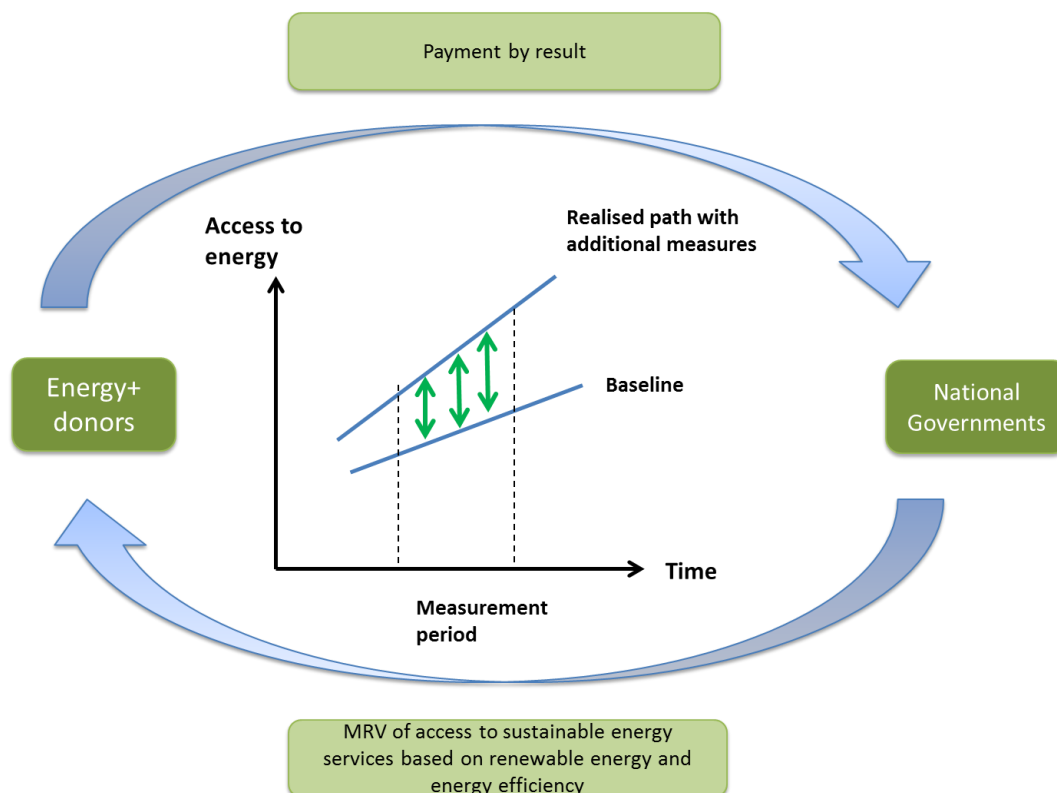 Payment by result
Access to
energy
Realised path with
additional measures
Energy+
donors
Baseline
National
Governments
Time
Measurement
period
MRV of access to sustainable energy
services based on renewable energy and
energy efficiency